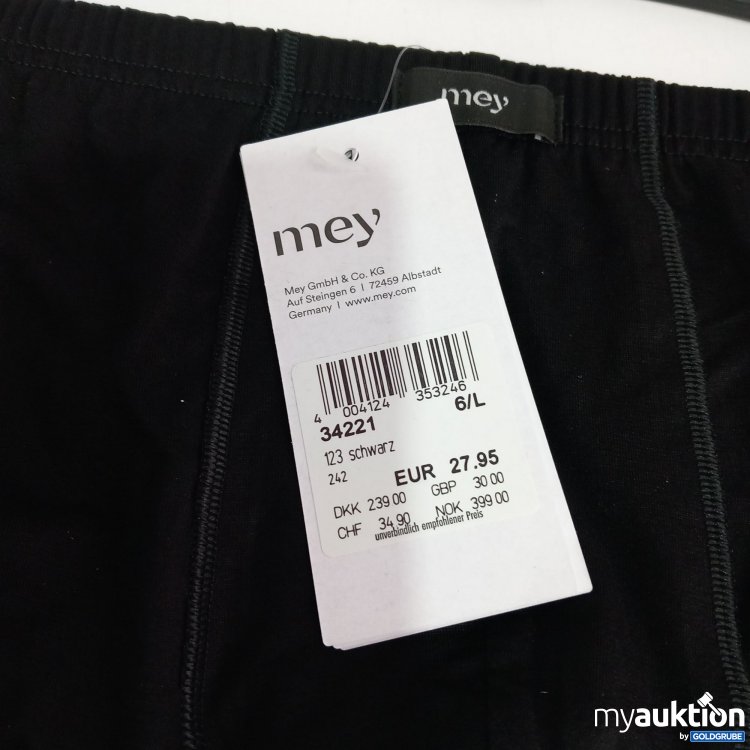 mey
mey
Mey GmbH & Co. KG
Auf Steingen 6 | 72459 Albstadt
Germany | www.mey.com
4 004124 353246
34221 6/L
123 schwarz
242
EUR 27.95
DKK 239 00 GBP 30 00
CHF 34.90 NOK 399 00
unverbindlich empfohlener Preis
myauktion
by GOLDGRUBE